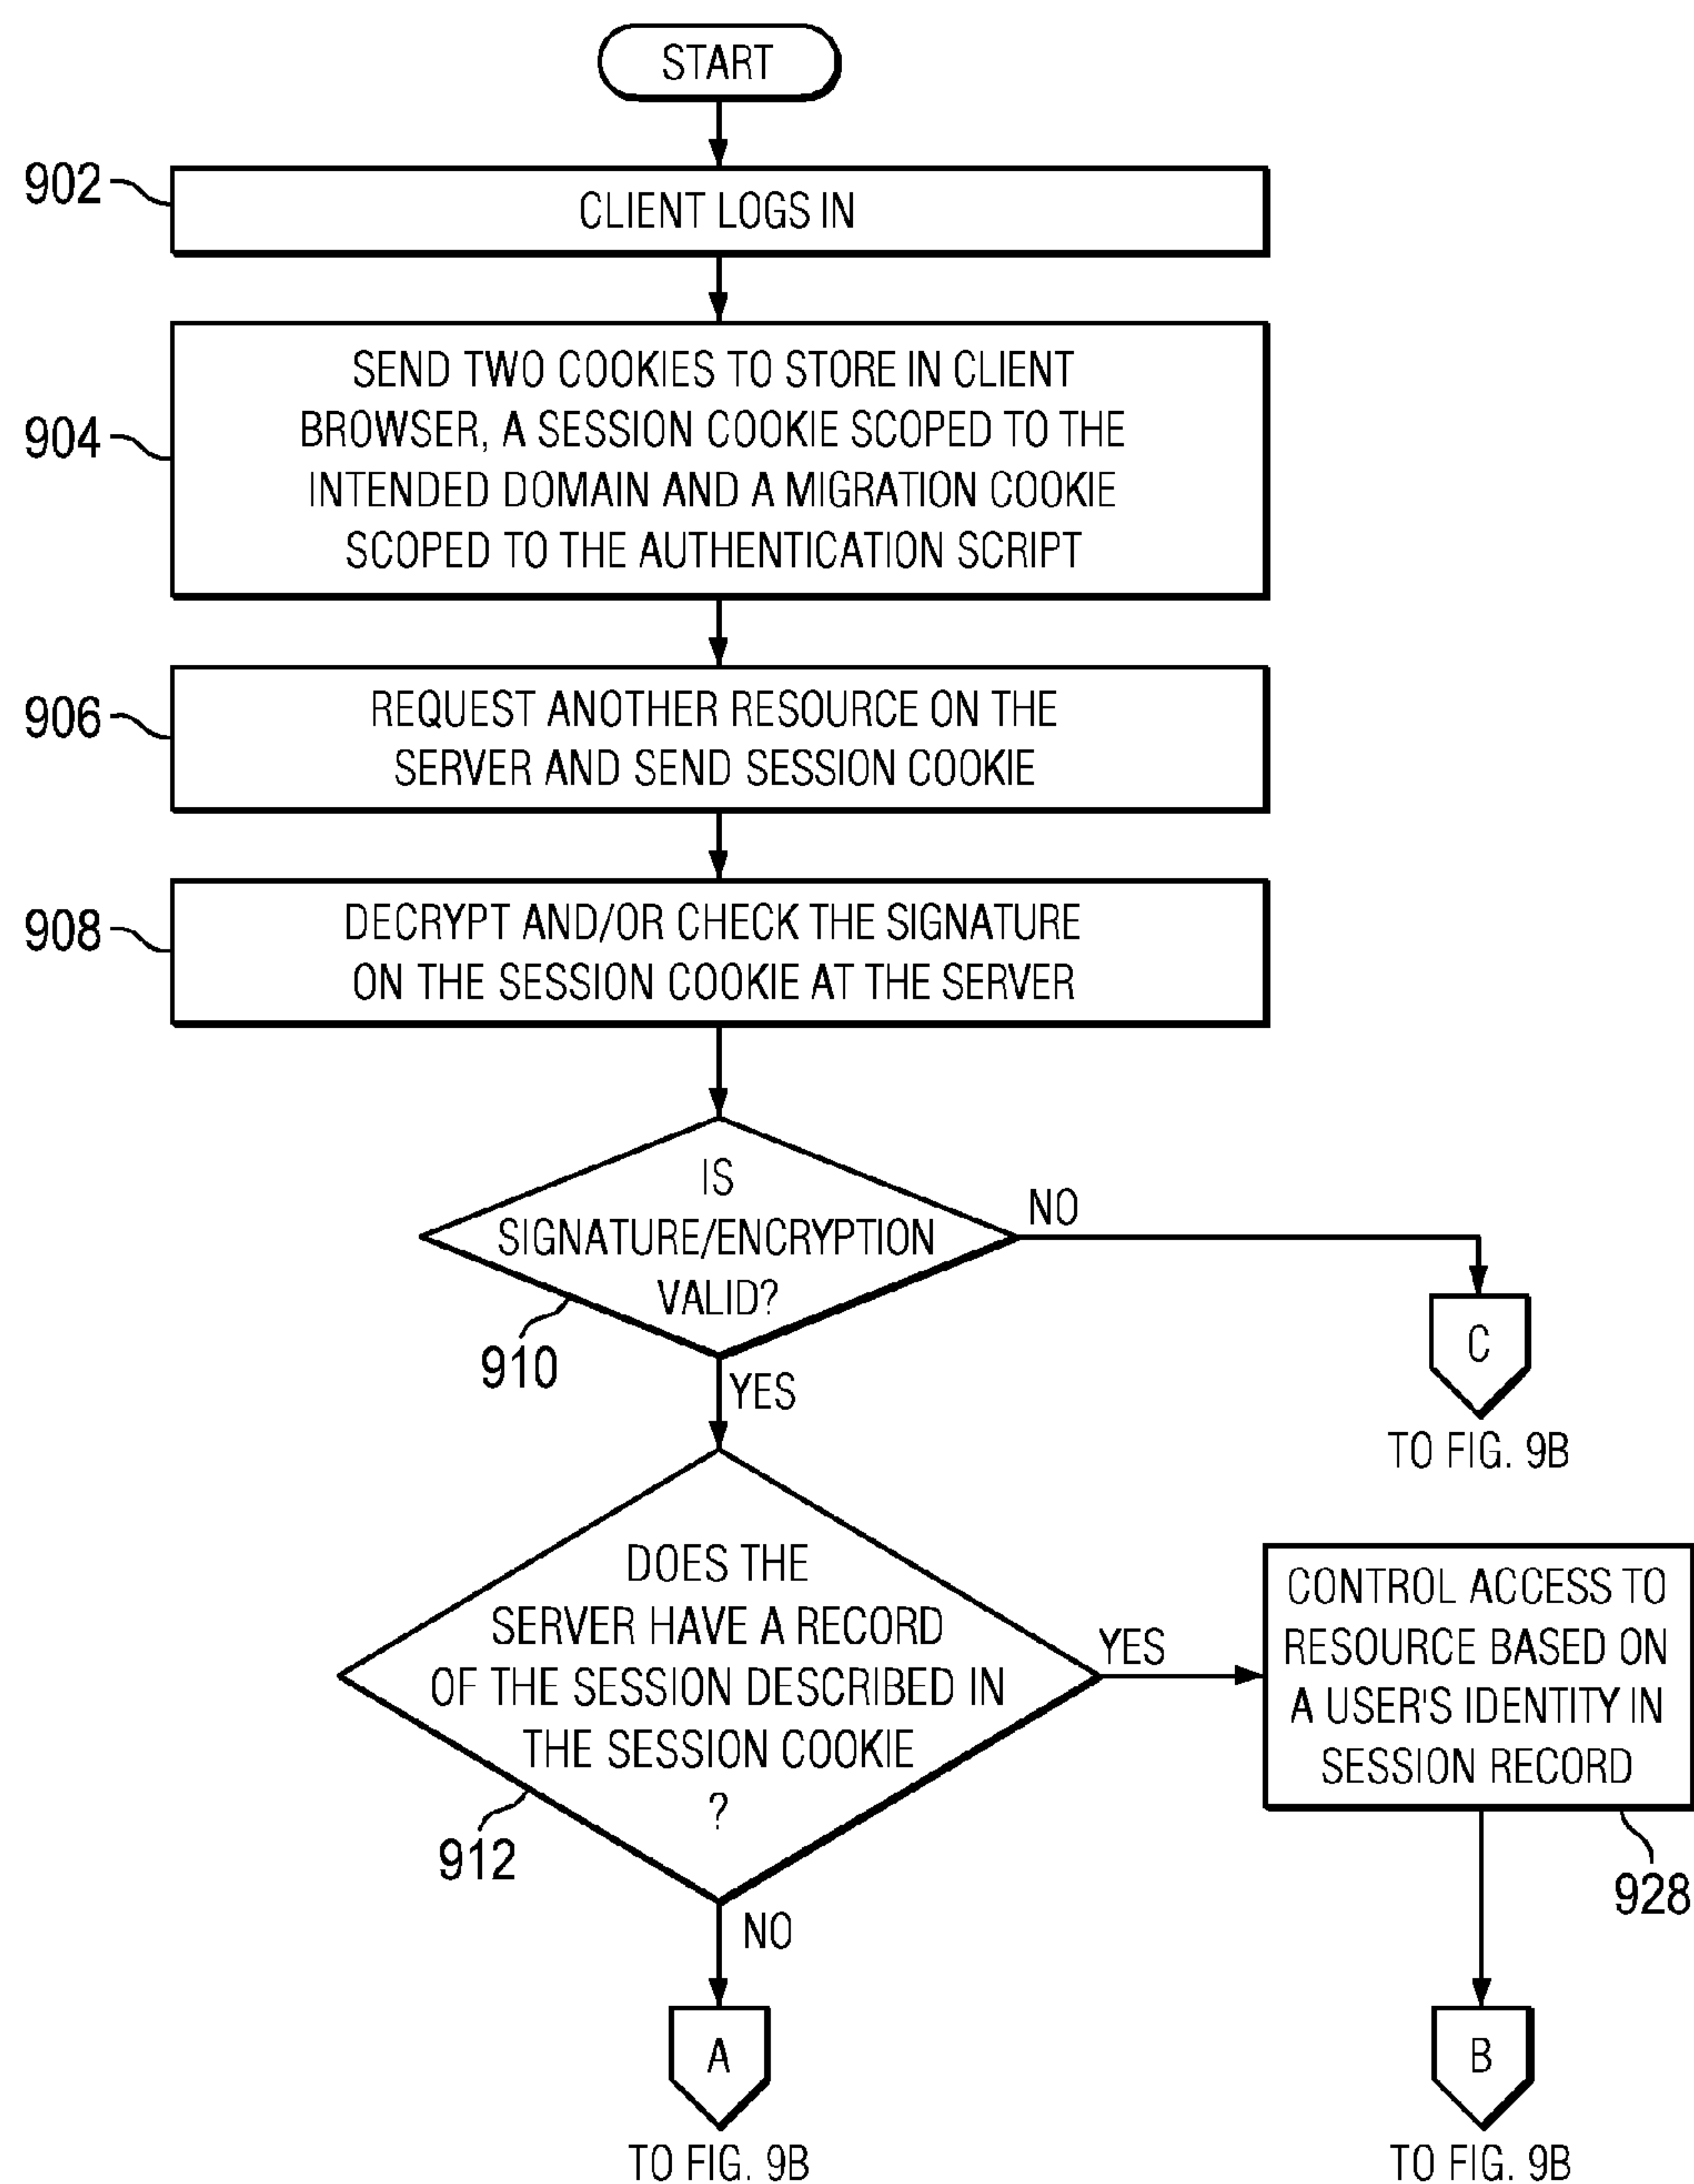 START
902
CLIENT LOGS IN
904
SEND TWO COOKIES TO STORE IN CLIENT
BROWSER, A SESSION COOKIE SCOPED TO THE
INTENDED DOMAIN AND A MIGRATION COOKIE
SCOPED TO THE AUTHENTICATION SCRIPT
906
REQUEST ANOTHER RESOURCE ON THE
SERVER AND SEND SESSION COOKIE
908
DECRYPT AND/OR CHECK THE SIGNATURE
ON THE SESSION COOKIE AT THE SERVER
IS
SIGNATURE/ENCRYPTION
VALID?
910
NO
C
TO FIG. 9B
YES
DOES THE
SERVER HAVE A RECORD
OF THE SESSION DESCRIBED IN
THE SESSION COOKIE
?
912
YES
CONTROL ACCESS TO
RESOURCE BASED ON
A USER'S IDENTITY IN
SESSION RECORD
928
NO
A
TO FIG. 9B
B
TO FIG. 9B